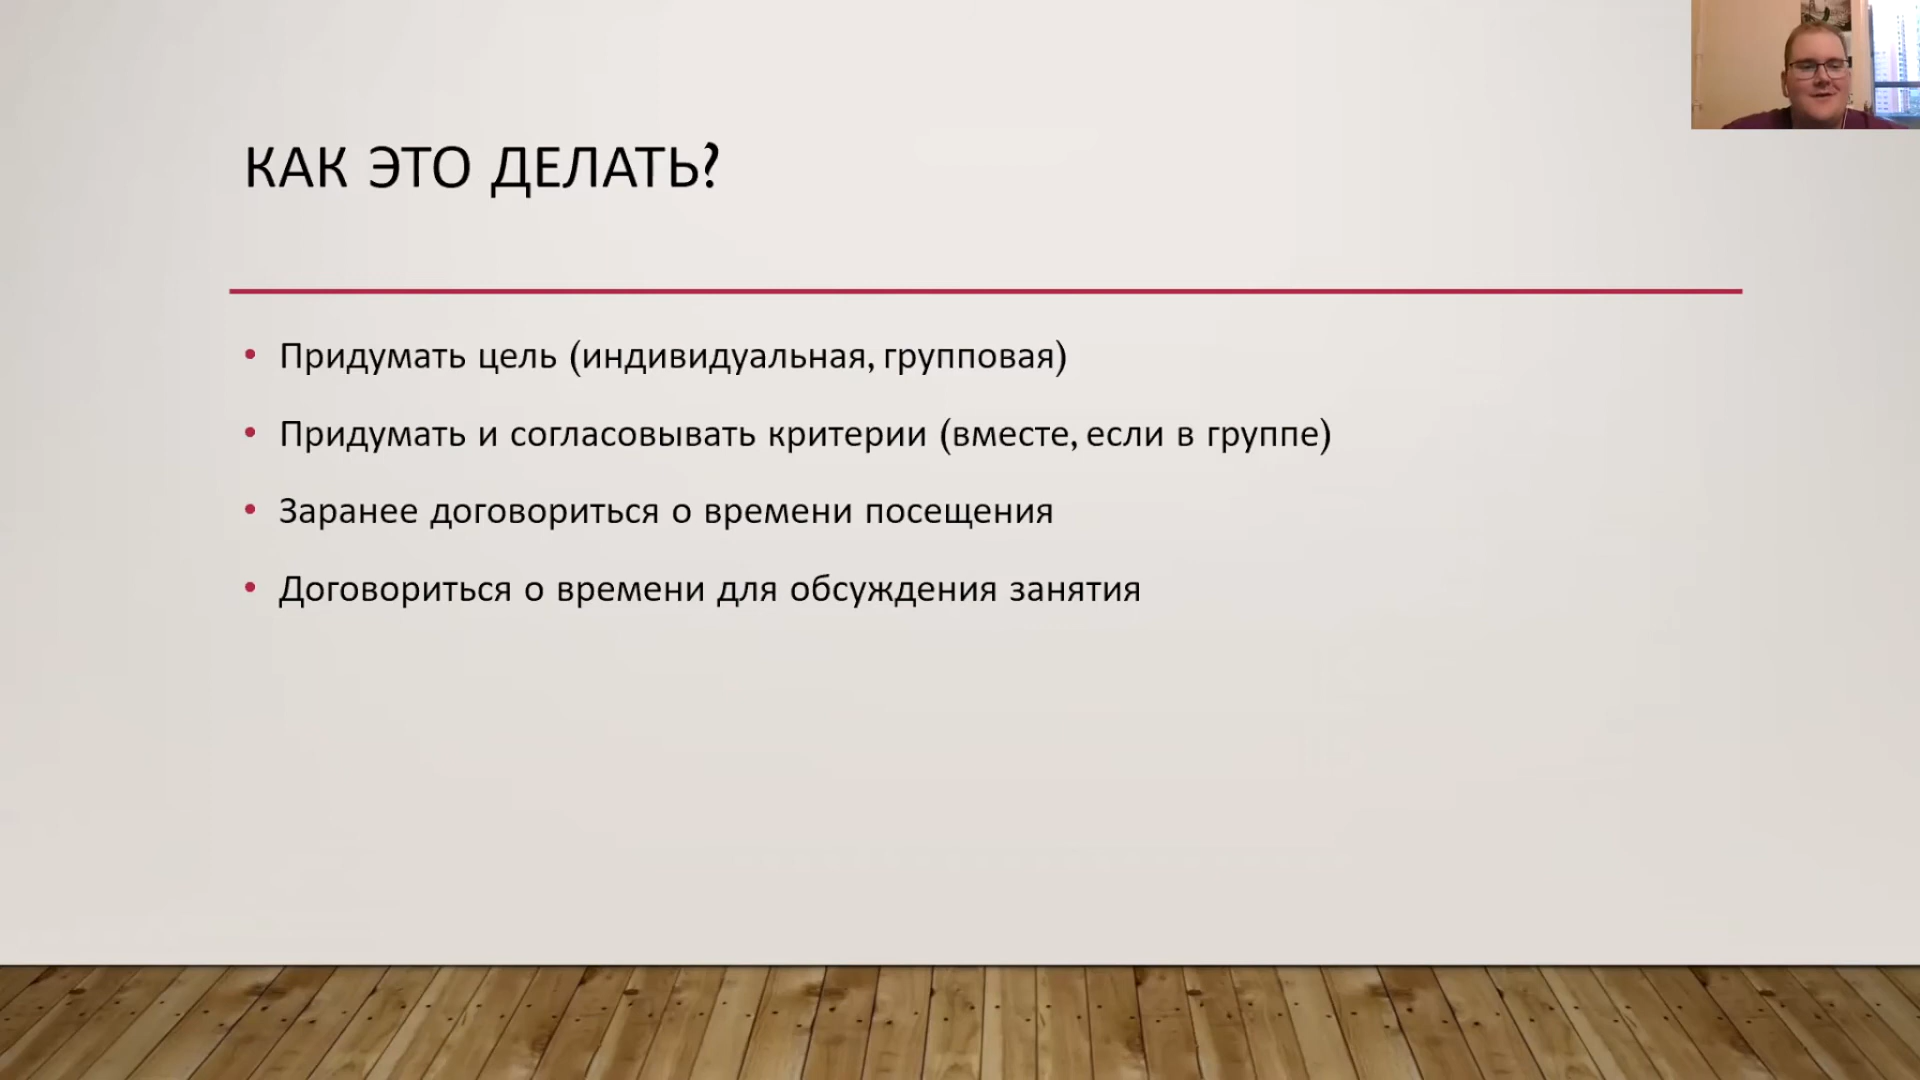 КАК ЭТО ДЕЛАТЬ?
• Придумать цель (индивидуальная, групповая)
• Придумать и согласовывать критерии (вместе, если в группе)
• Заранее договориться о времени посещения
• Договориться о времени для обсуждения занятия